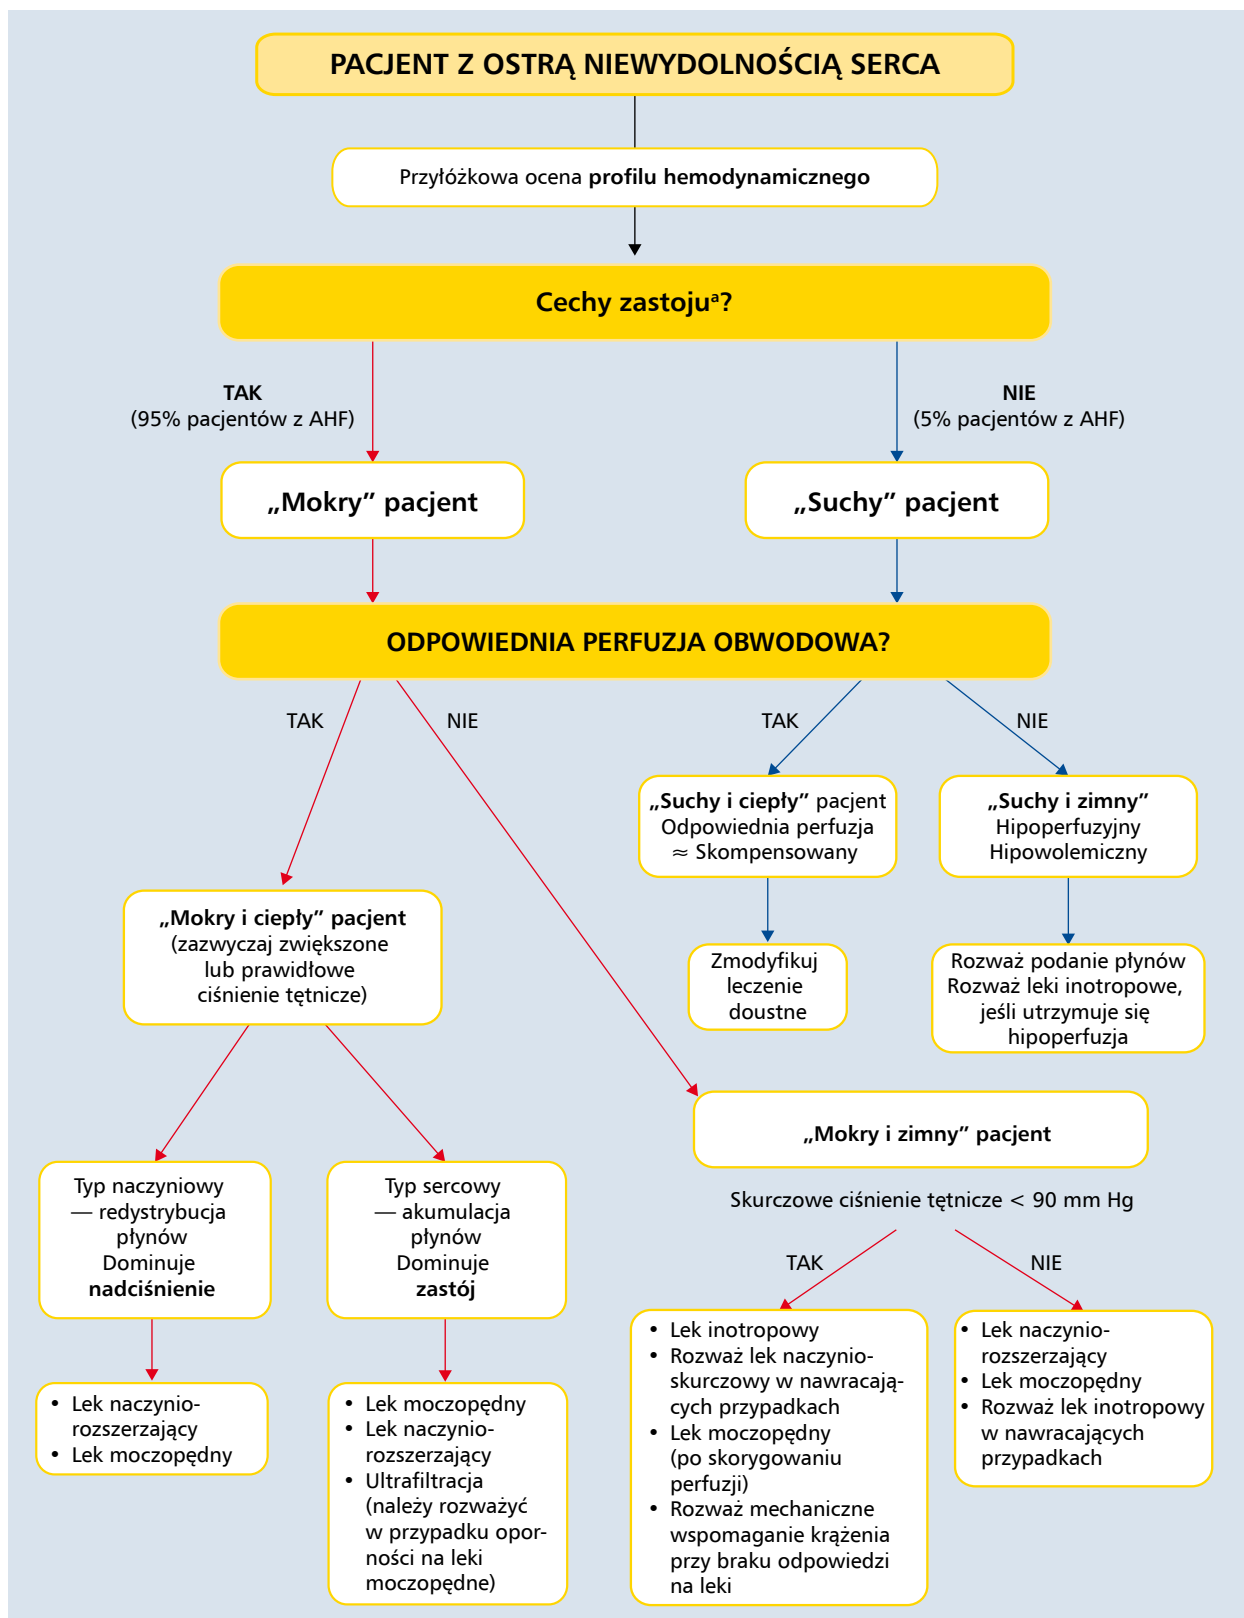 PACJENT Z OSTRĄ NIEWYDOLNOŚCIĄ SERCA
Przyłóżkowa ocena profilu hemodynamicznego
Cechy zastojuª?
TAK
(95% pacjentów z AHF)
NIE
(5% pacjentów z AHF)
„Mokry” pacjent
„Suchy” pacjent
ODPOWIEDNIA PERFUZJA OBWODOWA?
TAK
NIE
TAK
NIE
„Suchy i ciepły” pacjent
Odpowiednia perfuzja
≈ Skompensowany
„Suchy i zimny”
Hipoperfuzyjny
Hipowolemiczny
„Mokry i ciepły” pacjent
(zazwyczaj zwiększone
lub prawidłowe
ciśnienie tętnicze)
Zmodyfikuj
leczenie
doustne
Rozważ podanie płynów
Rozważ leki inotropowe,
jeśli utrzymuje się
hipoperfuzja
„Mokry i zimny” pacjent
Typ naczyniowy
— redystrybucja
płynów
Dominuje
nadciśnienie
Typ sercowy
— akumulacja
płynów
Dominuje
zastój
Skurczowe ciśnienie tętnicze < 90 mm Hg
TAK
NIE
• Lek naczynio-
rozszerzający
• Lek moczopędny
• Lek moczopędny
• Lek naczynio-
rozszerzający
• Ultrafiltracja
(należy rozważyć
w przypadku opor-
ności na leki
moczopędne)
• Lek inotropowy
• Rozważ lek naczynio-
skurczowy w nawracają-
cych przypadkach
• Lek moczopędny
(po skorygowaniu
perfuzji)
• Rozważ mechaniczne
wspomaganie krążenia
przy braku odpowiedzi
na leki
• Lek naczynio-
rozszerzający
• Lek moczopędny
• Rozważ lek inotropowy
w nawracających
przypadkach